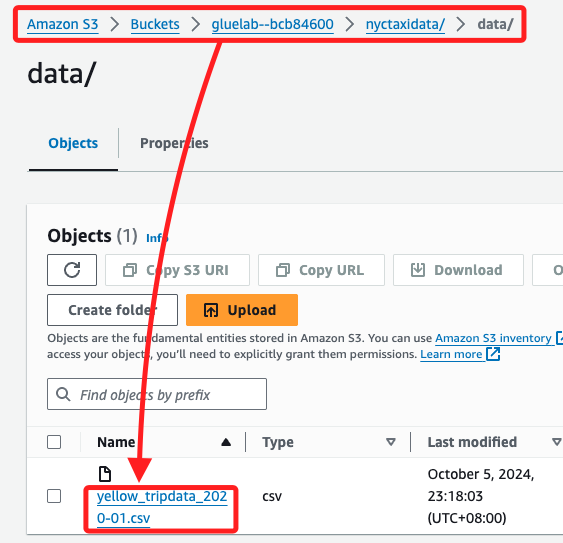 Amazon S3 > Buckets > gluelab--bcb84600 > nyctaxidata/ > data/
data/
Objects
Properties
Objects (1) Info
Copy S3 URI
Copy URL
Download
O
Create folder
Upload
Objects are the fundamental entities stored in Amazon S3. You can use Amazon S3 inventory
access your objects, you'll need to explicitly grant them permissions. Learn more
Find objects by prefix
Name
Type
Last modified
yellow_tripdata_202
0-01.csv
csv
October 5, 2024,
23:18:03
(UTC+08:00)